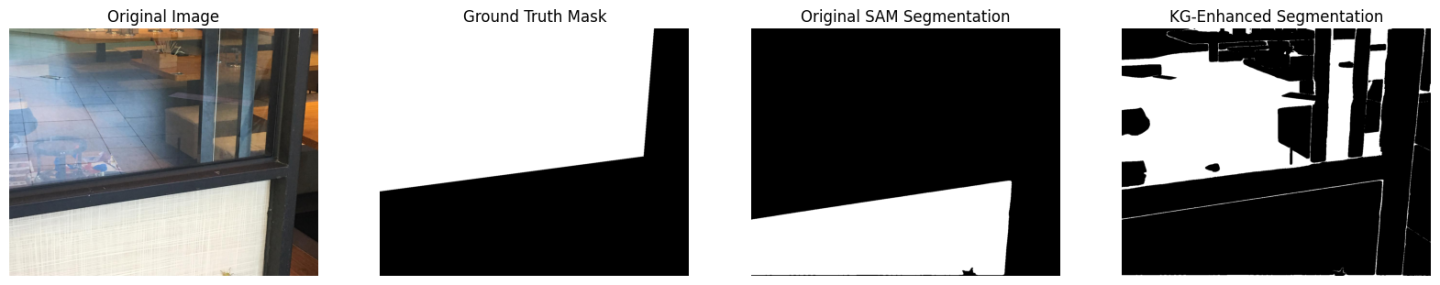 Original Image
Ground Truth Mask
Original SAM Segmentation
KG-Enhanced Segmentation